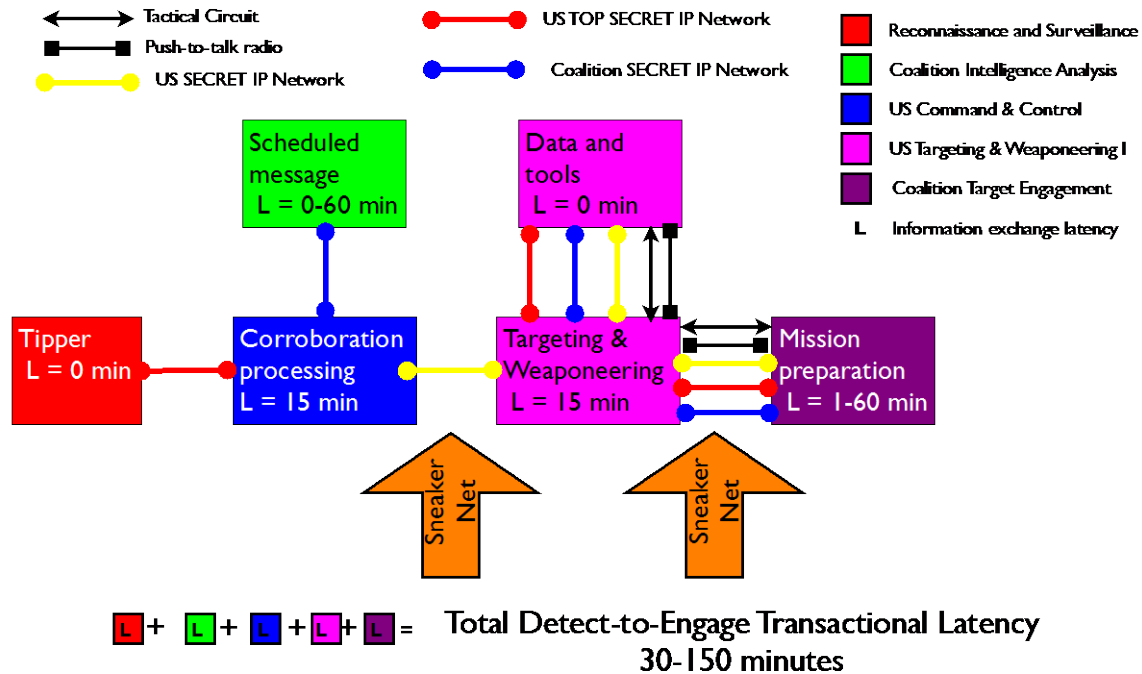 Tactical Circuit
Push-to-talk radio
US SECRET IP Network
US TOP SECRET IP Network
Coalition SECRET IP Network
Reconnaissance and Surveillance
Coalition Intelligence Analysis
US Command & Control
US Targeting & Weaponeering I
Coalition Target Engagement
L Information exchange latency
Scheduled
message
L = 0-60 min
Data and
tools
L = 0 min
Tipper
L = 0 min
Corroboration
processing
L = 15 min
Targeting &
Weaponeering
L = 15 min
Mission
preparation
L = 1-60 min
Sneaker
Net
Sneaker
Net
L + L + L + L + L = Total Detect-to-Engage Transactional Latency
30-150 minutes